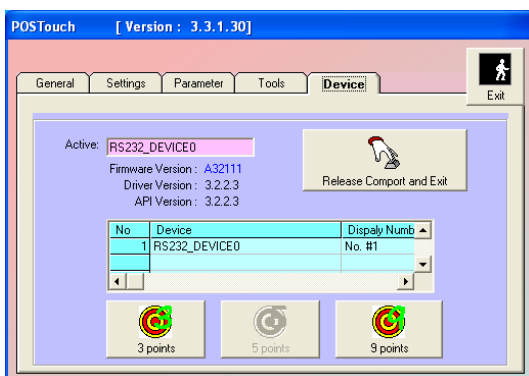 POSTouch [ Version : 3.3.1.30]
General Settings Parameter Tools Device
Exit
Active: RS232_DEVICE0
Firmware Version : A32111
Driver Version : 3.2.2.3
API Version : 3.2.2.3
Release Comport and Exit
No Device Dispaly Numb
1 RS232_DEVICE0 No. #1
3 points 5 points 9 points